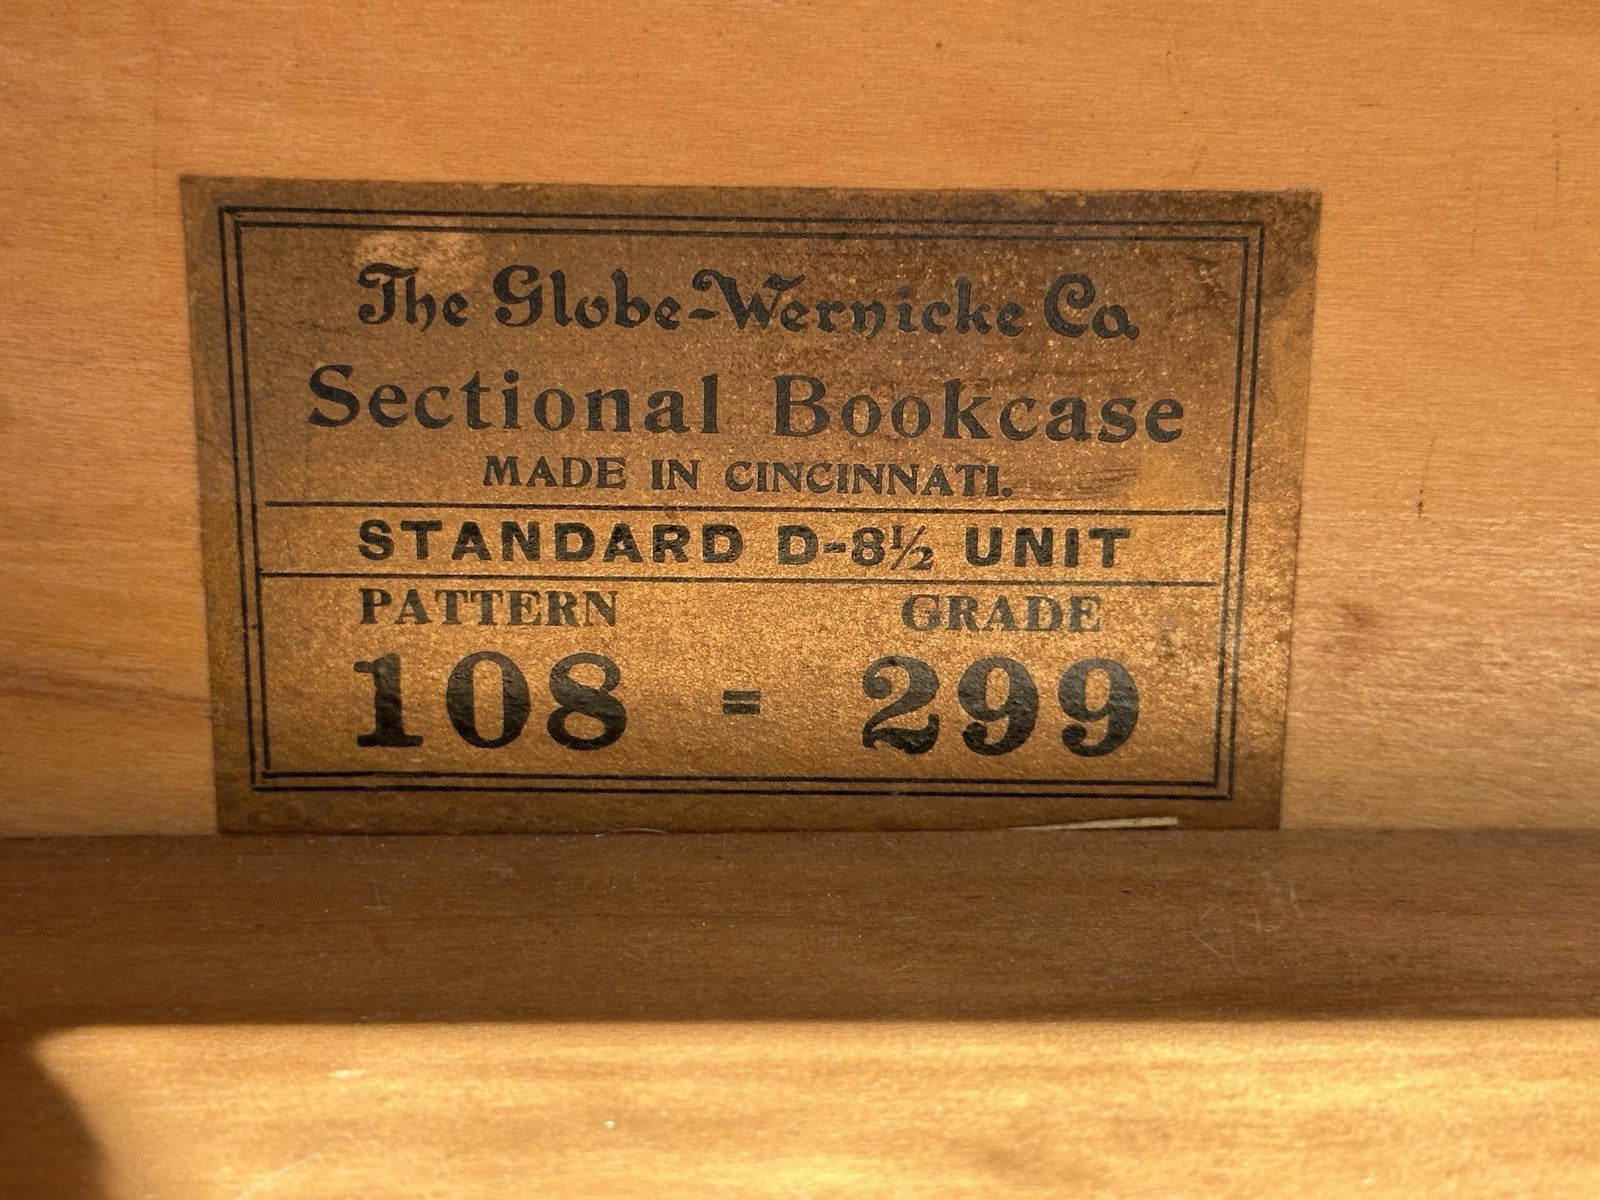 The Globe-Wernicke Co.
Sectional Bookcase
MADE IN CINCINNATI.
STANDARD D-8½ UNIT
PATTERN GRADE
108 = 299